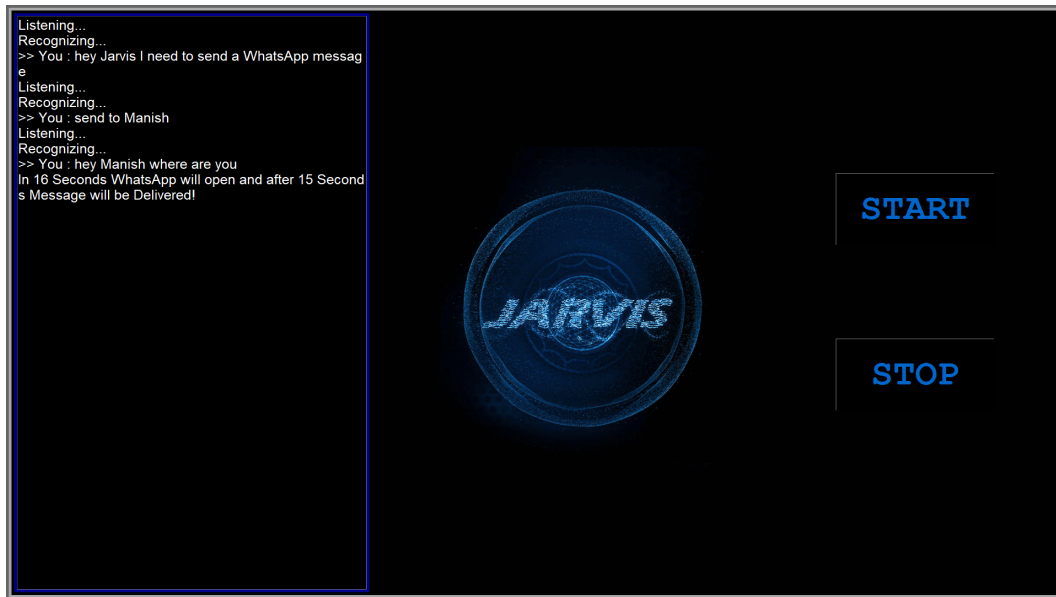 Listening...
Recognizing...
>> You : hey Jarvis I need to send a WhatsApp messag
e
Listening...
Recognizing...
>> You : send to Manish
Listening...
Recognizing...
>> You : hey Manish where are you
In 16 Seconds WhatsApp will open and after 15 Second
s Message will be Delivered!
JARVIS
START
STOP